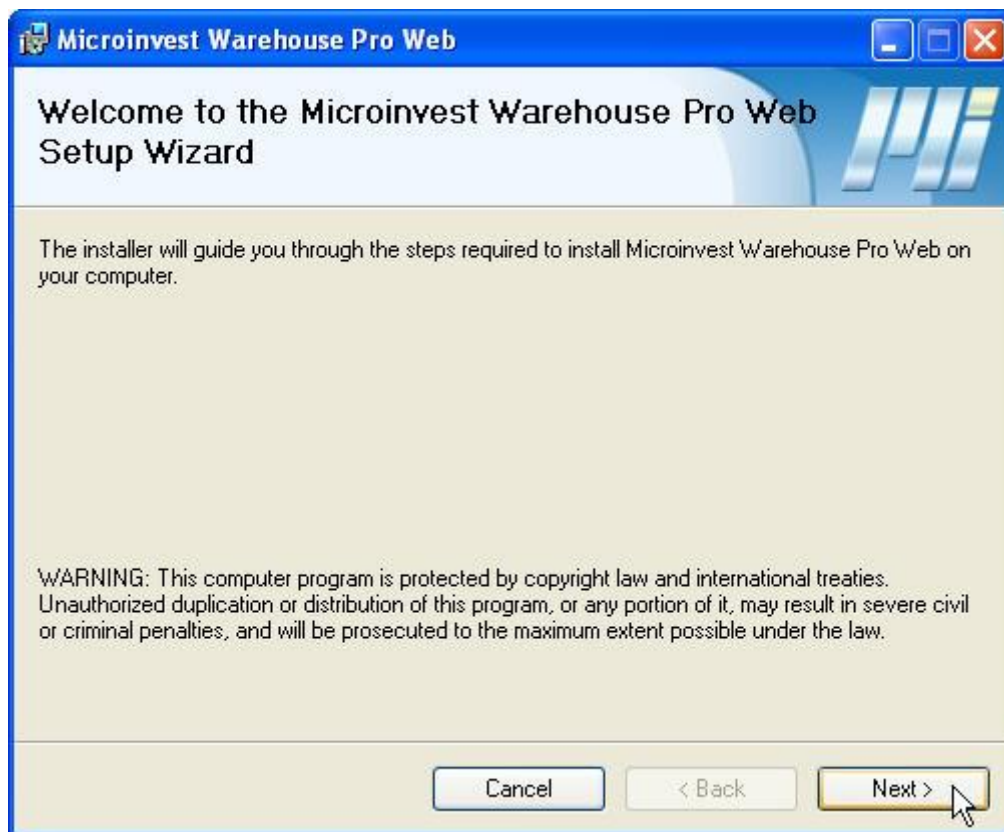 Microinvest Warehouse Pro Web
Welcome to the Microinvest Warehouse Pro Web
Setup Wizard
The installer will guide you through the steps required to install Microinvest Warehouse Pro Web on
your computer.
WARNING: This computer program is protected by copyright law and international treaties.
Unauthorized duplication or distribution of this program, or any portion of it, may result in severe civil
or criminal penalties, and will be prosecuted to the maximum extent possible under the law.
Cancel
< Back
Next >